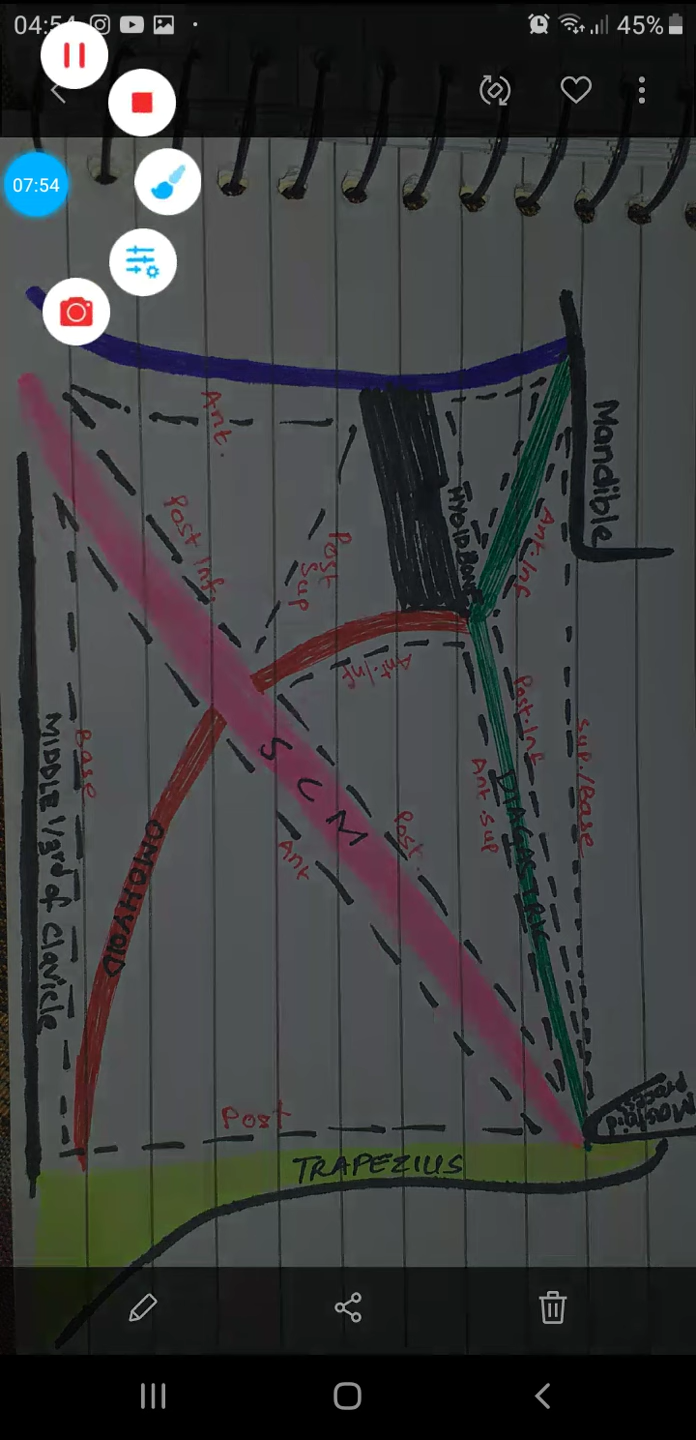 04:54
45%
07:54
Mandible
Ant.
HYOID BONE
Ant.Inf
Post Inf.
Post
Sup
Ant.Inf
Post.Inf
Sup./Base
Base
SCM
Ant Sup
DIAGASTRIC
Post.
Ant
OMOHYOID
MIDDLE 1/3rd of Clavicle
Mastoid
process
Post
TRAPEZIUS